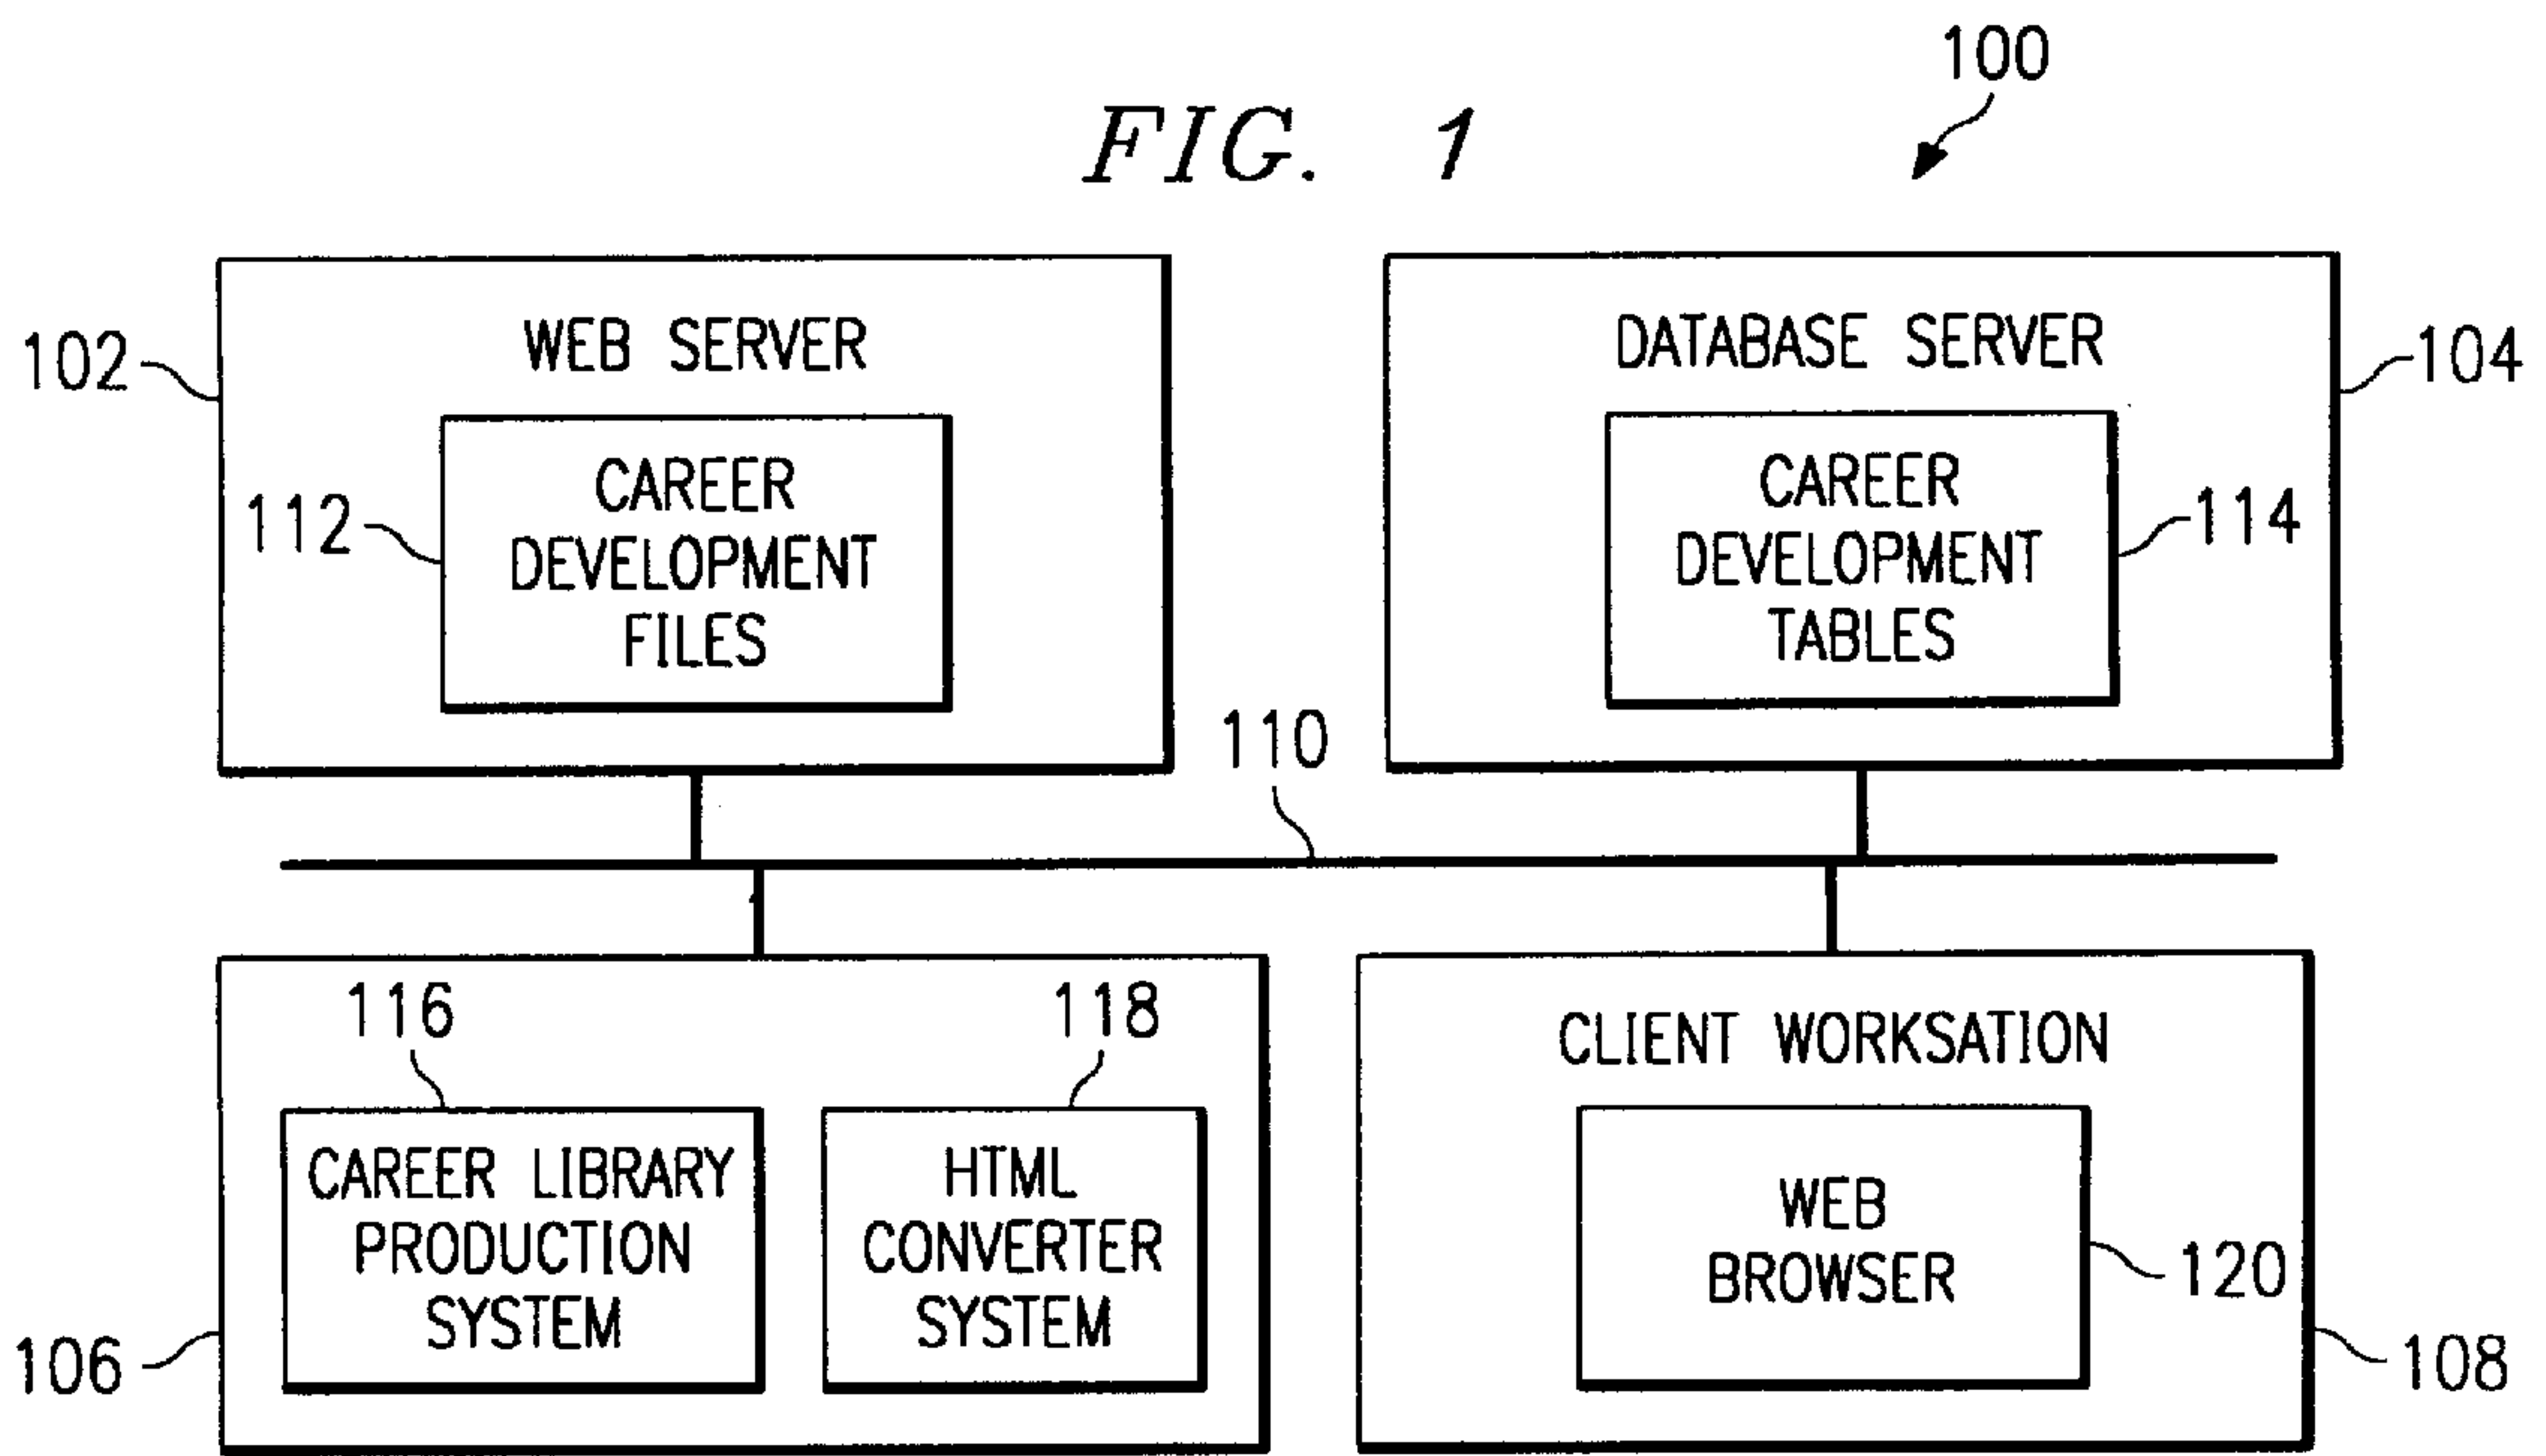 100
FIG. 1
WEB SERVER
102
CAREER
DEVELOPMENT
FILES
112
DATABASE SERVER
104
CAREER
DEVELOPMENT
TABLES
114
110
116
118
CAREER LIBRARY
PRODUCTION
SYSTEM
HTML
CONVERTER
SYSTEM
106
CLIENT WORKSATION
WEB
BROWSER
120
108